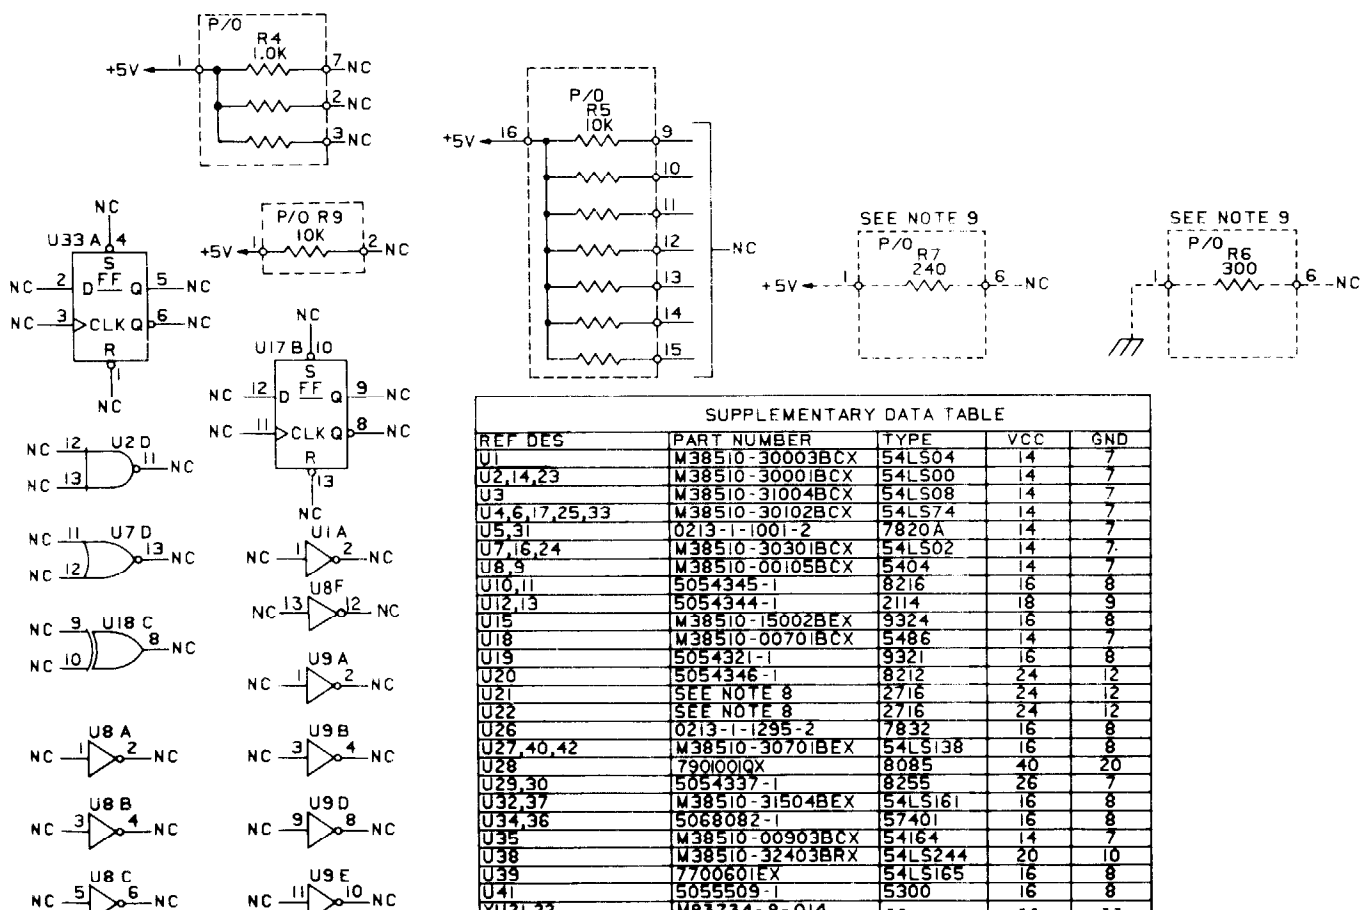 P/O
R4
1.0K
+5V 1 7 NC
2 NC
3 NC
P/O
R5
10K
+5V 16 9
10
11
12 NC
13
14
15
P/O R9
10K
+5V 1 2 NC
SEE NOTE 9
P/O
R7
240
+5V 1 6 NC
SEE NOTE 9
P/O
R6
300
1 6 NC
NC
U33 A 4
S
NC 2 D FF Q 5 NC
NC 3 CLK Q 6 NC
R
1
NC
NC
U17 B 10
S
NC 12 D FF Q 9 NC
NC 11 CLK Q 8 NC
R
13
NC
NC 12 U2 D
11 NC
NC 13
NC 11 U7 D
13 NC
NC 12
NC 9 U18 C
8 NC
NC 10
U1A
NC 1 2 NC
U8F
NC 13 12 NC
U9 A
NC 1 2 NC
U8 A
NC 1 2 NC
U9 B
NC 3 4 NC
U8 B
NC 3 4 NC
U9 D
NC 9 8 NC
U8 C
NC 5 6 NC
U9 E
NC 11 10 NC
SUPPLEMENTARY DATA TABLE
REF DES PART NUMBER TYPE VCC GND
U1 M38510-30003BCX 54LS04 14 7
U2,14,23 M38510-30001BCX 54LS00 14 7
U3 M38510-31004BCX 54LS08 14 7
U4,6,17,25,33 M38510-30102BCX 54LS74 14 7
U5,31 0213-1-1001-2 7820A 14 7
U7,16,24 M38510-30301BCX 54LS02 14 7
U8,9 M38510-00105BCX 5404 14 7
U10,11 5054345-1 8216 16 8
U12,13 5054344-1 2114 18 9
U15 M38510-15002BEX 9324 16 8
U18 M38510-00701BCX 5486 14 7
U19 5054321-1 9321 16 8
U20 5054346-1 8212 24 12
U21 SEE NOTE 8 2716 24 12
U22 SEE NOTE 8 2716 24 12
U26 0213-1-1295-2 7832 16 8
U27,40,42 M38510-30701BEX 54LS138 16 8
U28 7901001QX 8085 40 20
U29,30 5054337-1 8255 26 7
U32,37 M38510-31504BEX 54LS161 16 8
U34,36 5068082-1 57401 16 8
U35 M38510-00903BCX 54164 14 7
U38 M38510-32403BRX 54LS244 20 10
U39 7700601EX 54LS165 16 8
U41 5055509-1 5300 16 8